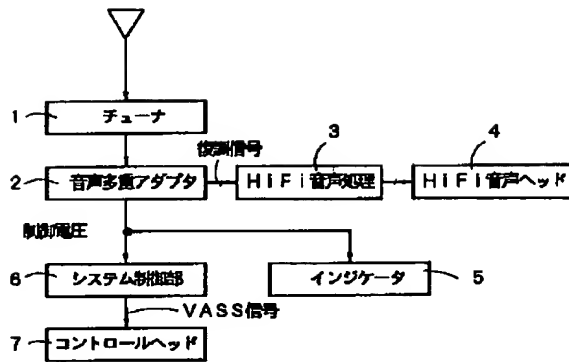 1 チューナ
復調信号
3
4
2 音声多重アダプタ
HiFi音声処理
HiFi音声ヘッド
制御電圧
6 システム制御部
インジケータ 5
VASS信号
7 コントロールヘッド